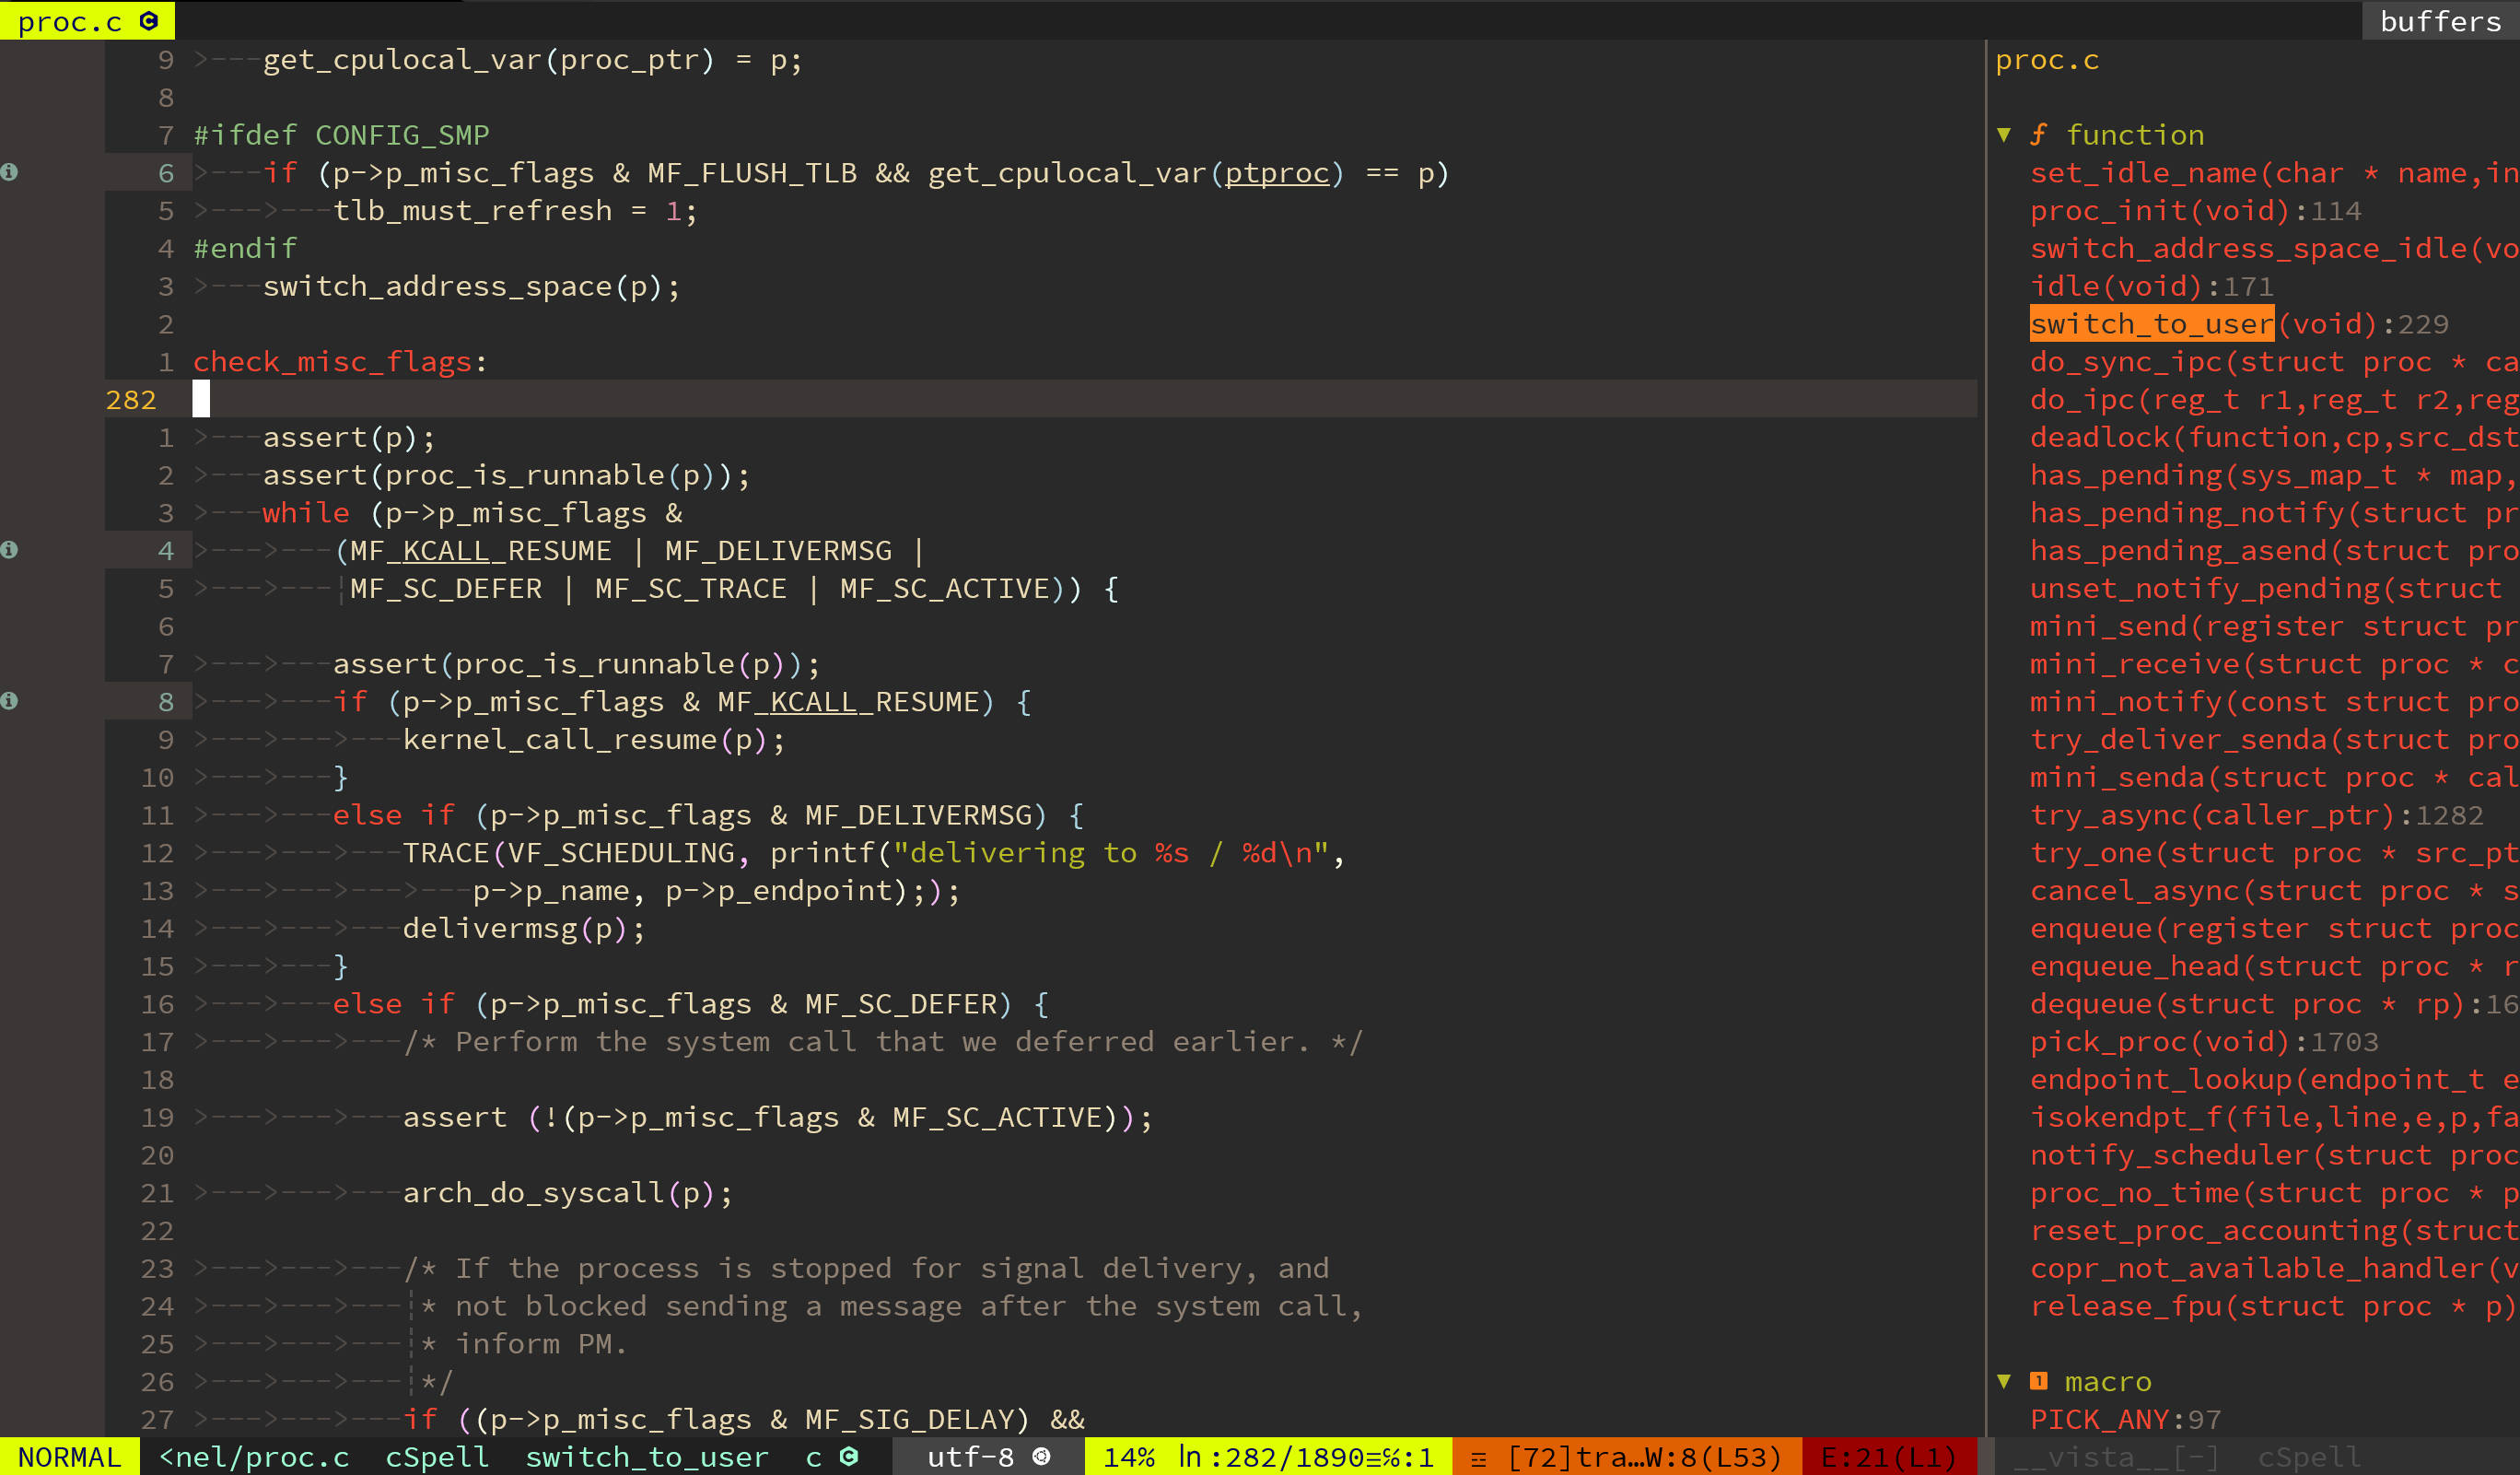 proc.c
buffers
9 >---get_cpulocal_var(proc_ptr) = p;
8
7 #ifdef CONFIG_SMP
6 >---if (p->p_misc_flags & MF_FLUSH_TLB && get_cpulocal_var(ptproc) == p)
5 >--->---tlb_must_refresh = 1;
4 #endif
3 >---switch_address_space(p);
2
1 check_misc_flags:
282
1 >---assert(p);
2 >---assert(proc_is_runnable(p));
3 >---while (p->p_misc_flags &
4 >--->---(MF_KCALL_RESUME | MF_DELIVERMSG |
5 >--->---¦MF_SC_DEFER | MF_SC_TRACE | MF_SC_ACTIVE)) {
6
7 >--->---assert(proc_is_runnable(p));
8 >--->---if (p->p_misc_flags & MF_KCALL_RESUME) {
9 >--->--->---kernel_call_resume(p);
10 >--->---}
11 >--->---else if (p->p_misc_flags & MF_DELIVERMSG) {
12 >--->--->---TRACE(VF_SCHEDULING, printf("delivering to %s / %d\n",
13 >--->--->--->---p->p_name, p->p_endpoint););
14 >--->--->---delivermsg(p);
15 >--->---}
16 >--->---else if (p->p_misc_flags & MF_SC_DEFER) {
17 >--->--->---/* Perform the system call that we deferred earlier. */
18
19 >--->--->---assert (!(p->p_misc_flags & MF_SC_ACTIVE));
20
21 >--->--->---arch_do_syscall(p);
22
23 >--->--->---/* If the process is stopped for signal delivery, and
24 >--->--->---¦* not blocked sending a message after the system call,
25 >--->--->---¦* inform PM.
26 >--->--->---¦*/
27 >--->--->---if ((p->p_misc_flags & MF_SIG_DELAY) &&
proc.c
▼ ƒ function
set_idle_name(char * name,in
proc_init(void):114
switch_address_space_idle(vo
idle(void):171
switch_to_user(void):229
do_sync_ipc(struct proc * ca
do_ipc(reg_t r1,reg_t r2,reg
deadlock(function,cp,src_dst
has_pending(sys_map_t * map,
has_pending_notify(struct pr
has_pending_asend(struct pro
unset_notify_pending(struct
mini_send(register struct pr
mini_receive(struct proc * c
mini_notify(const struct pro
try_deliver_senda(struct pro
mini_senda(struct proc * cal
try_async(caller_ptr):1282
try_one(struct proc * src_pt
cancel_async(struct proc * s
enqueue(register struct proc
enqueue_head(struct proc * r
dequeue(struct proc * rp):16
pick_proc(void):1703
endpoint_lookup(endpoint_t e
isokendpt_f(file,line,e,p,fa
notify_scheduler(struct proc
proc_no_time(struct proc * p
reset_proc_accounting(struct
copr_not_available_handler(v
release_fpu(struct proc * p)
▼ 1 macro
PICK_ANY:97
NORMAL <nel/proc.c cSpell switch_to_user c utf-8 14% ln:282/1890≡℅:1 ☲ [72]tra…W:8(L53) E:21(L1) __vista__[-] cSpell